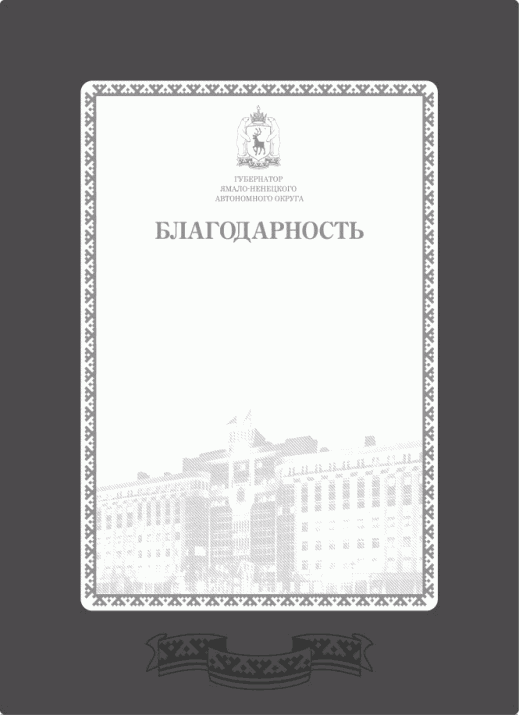 ГУБЕРНАТОР
ЯМАЛО-НЕНЕЦКОГО
АВТОНОМНОГО ОКРУГА
БЛАГОДАРНОСТЬ